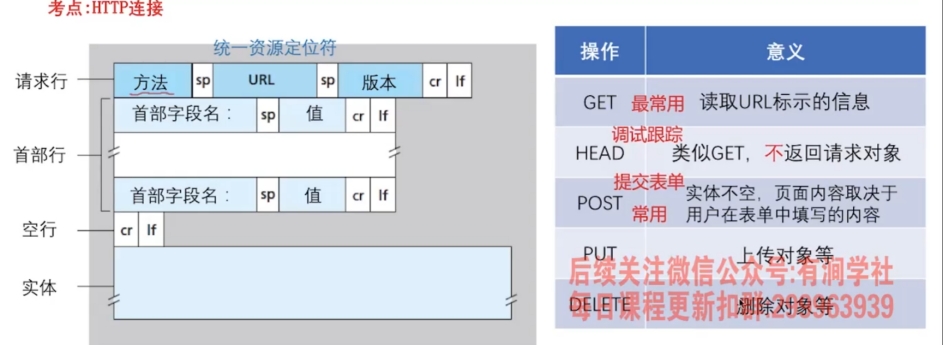 考点:HTTP连接
统一资源定位符
请求行 方法 sp URL sp 版本 cr lf
首部行 首部字段名: sp 值 cr lf
首部字段名: sp 值 cr lf
空行 cr lf
实体
操作 意义
GET 最常用 读取URL标示的信息
调试跟踪
HEAD 类似GET, 不返回请求对象
提交表单
POST 常用 实体不空, 页面内容取决于
用户在表单中填写的内容
PUT 上传对象等
后续关注微信公众号:有涧学社
DELETE 删除对象等
每日课程更新扣群: